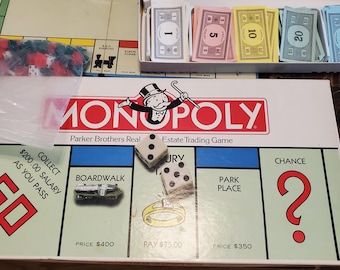 1
5
10
20
MONOPOLY
Parker Brothers Real Estate Trading Game
COLLECT
$200.00 SALARY
AS YOU PASS
GO
BOARDWALK
PRICE $400
URY
PAY $75.00
PARK
PLACE
PRICE $350
CHANCE
?